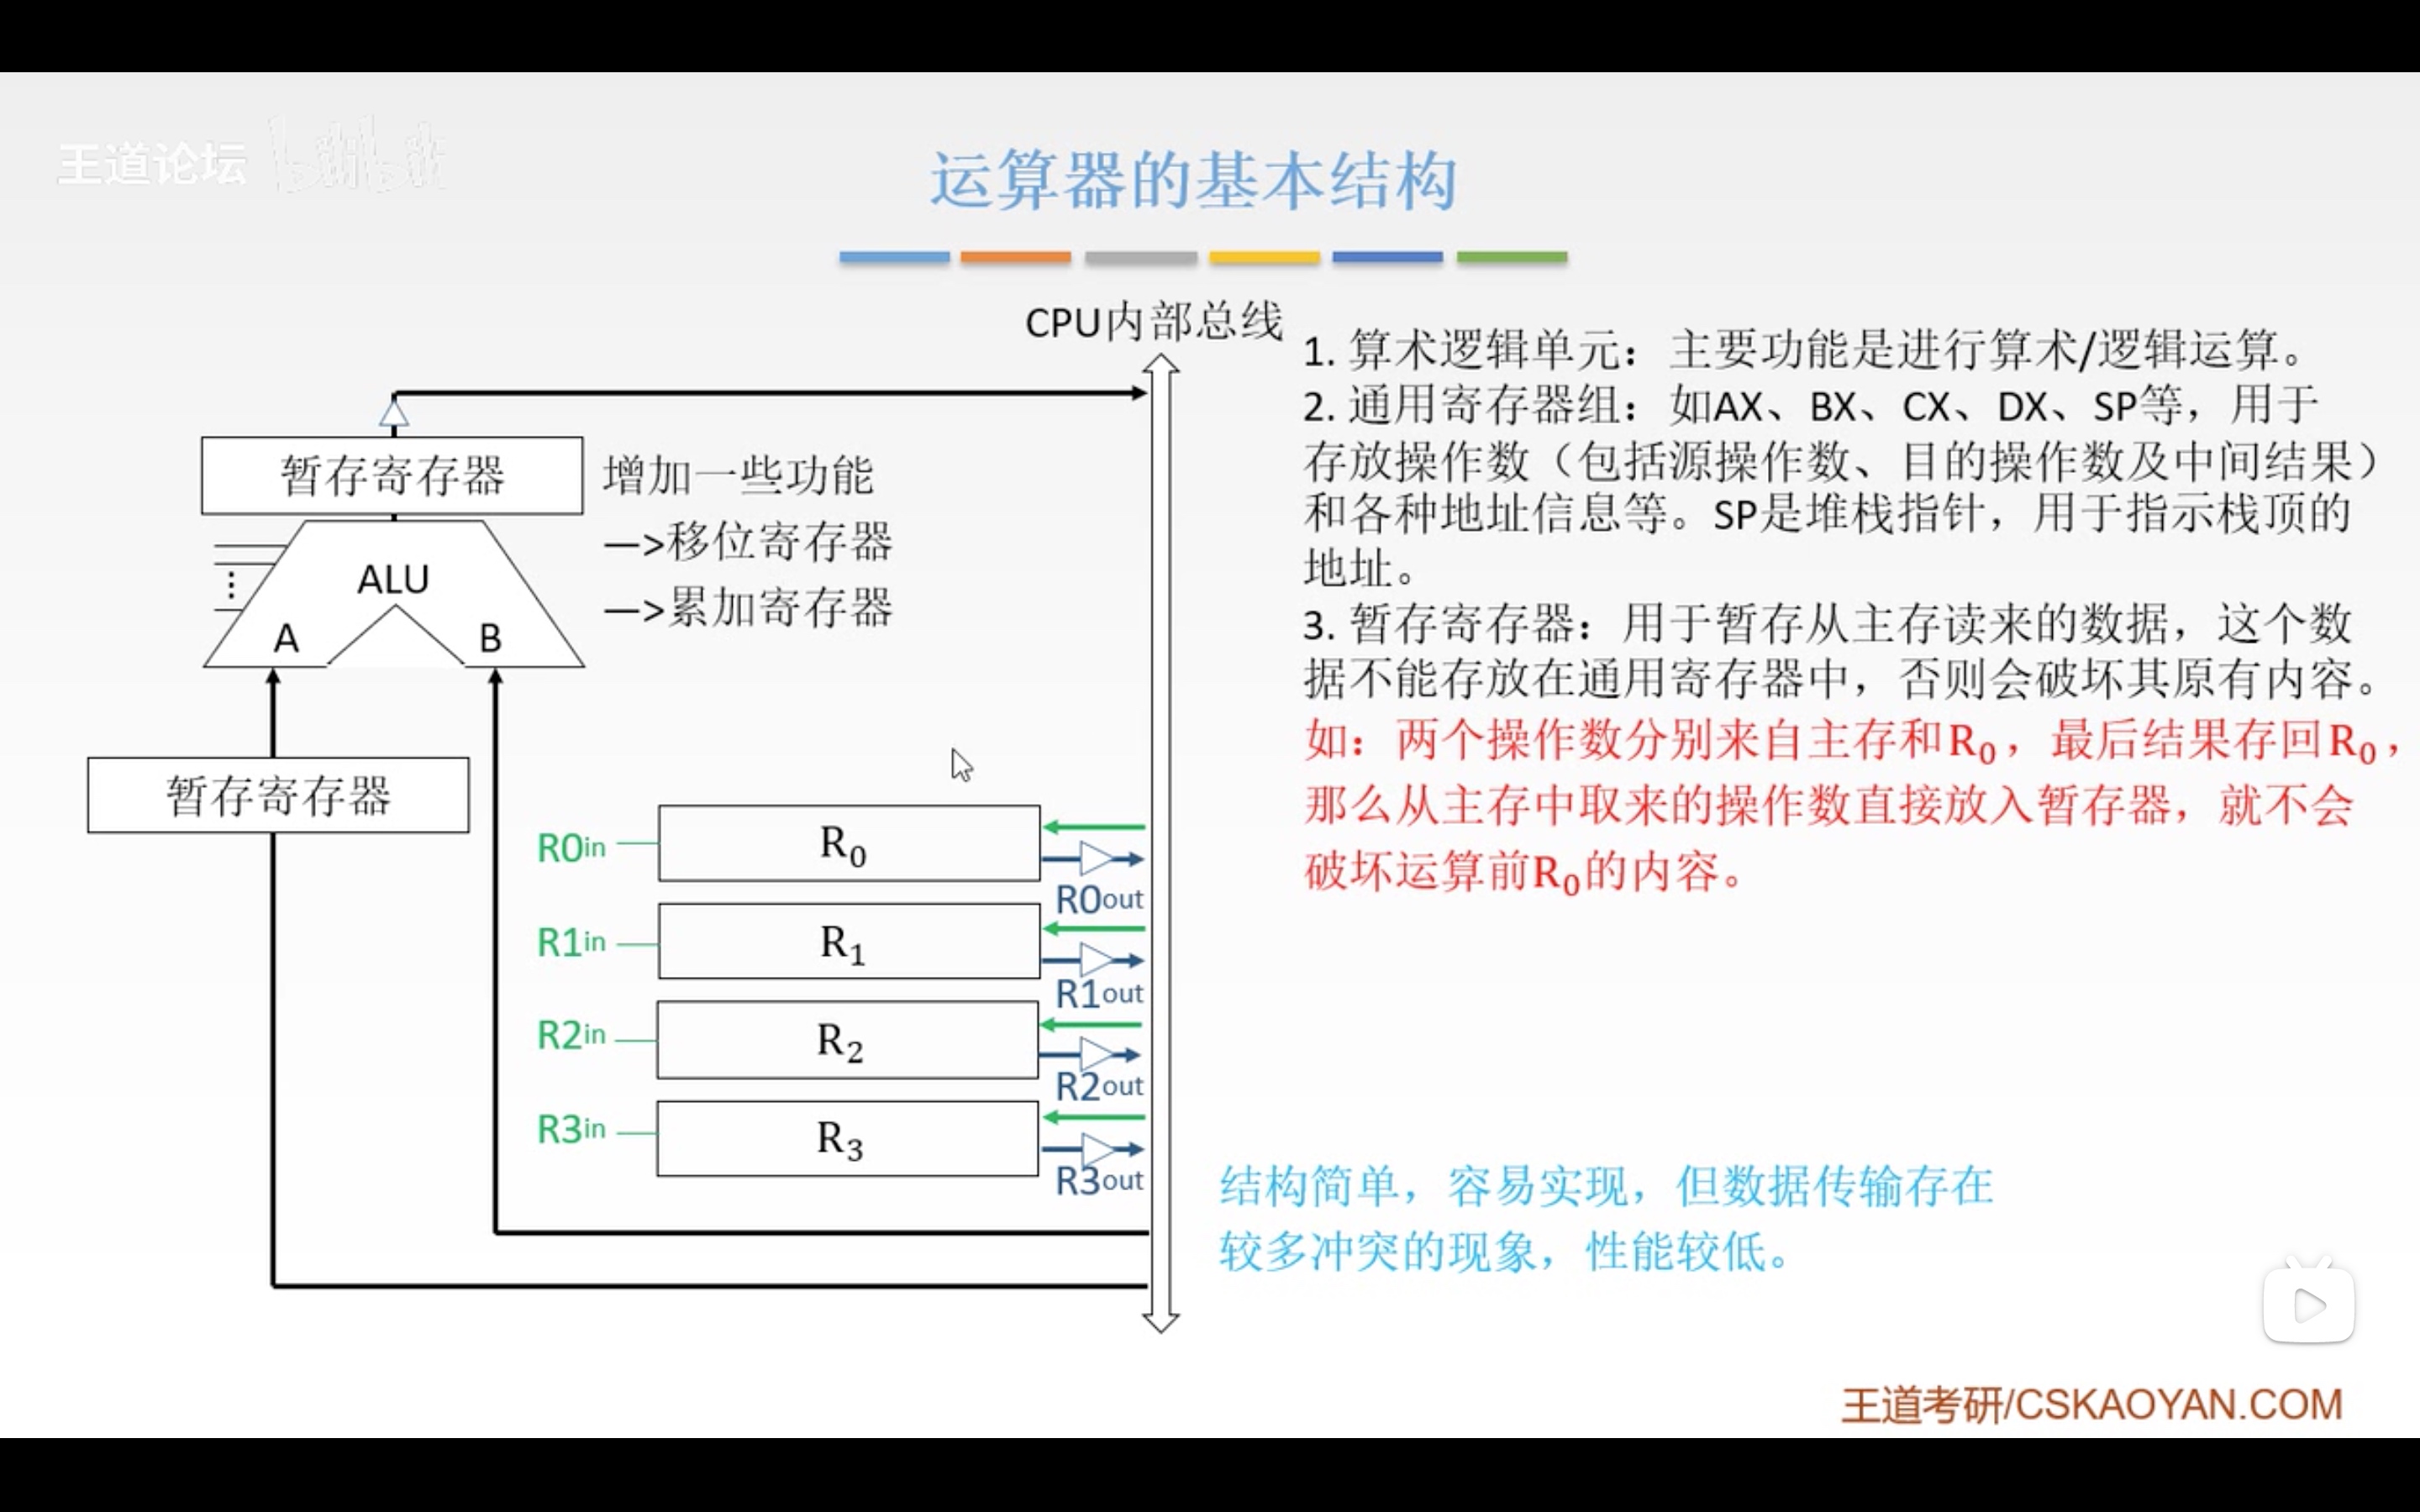 王道论坛 bilibili
运算器的基本结构
CPU内部总线
暂存寄存器
增加一些功能
—>移位寄存器
—>累加寄存器
ALU
A
B
暂存寄存器
R0in
R₀
R0out
R1in
R₁
R1out
R2in
R₂
R2out
R3in
R₃
R3out
1. 算术逻辑单元：主要功能是进行算术/逻辑运算。
2. 通用寄存器组：如AX、BX、CX、DX、SP等，用于
存放操作数（包括源操作数、目的操作数及中间结果）
和各种地址信息等。SP是堆栈指针，用于指示栈顶的
地址。
3. 暂存寄存器：用于暂存从主存读来的数据，这个数
据不能存放在通用寄存器中，否则会破坏其原有内容。
如：两个操作数分别来自主存和R₀，最后结果存回R₀，
那么从主存中取来的操作数直接放入暂存器，就不会
破坏运算前R₀的内容。
结构简单，容易实现，但数据传输存在
较多冲突的现象，性能较低。
王道考研/CSKAOYAN.COM